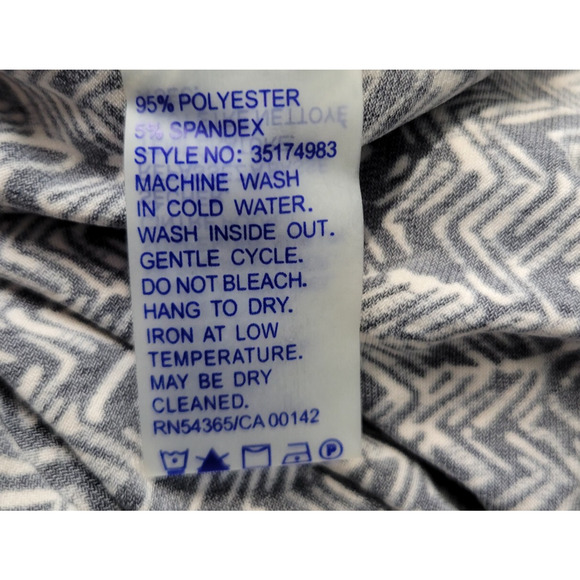 95% POLYESTER
5% SPANDEX
STYLE NO: 35174983
MACHINE WASH
IN COLD WATER.
WASH INSIDE OUT.
GENTLE CYCLE.
DO NOT BLEACH.
HANG TO DRY.
IRON AT LOW
TEMPERATURE.
MAY BE DRY
CLEANED.
RN54365/CA 00142
P